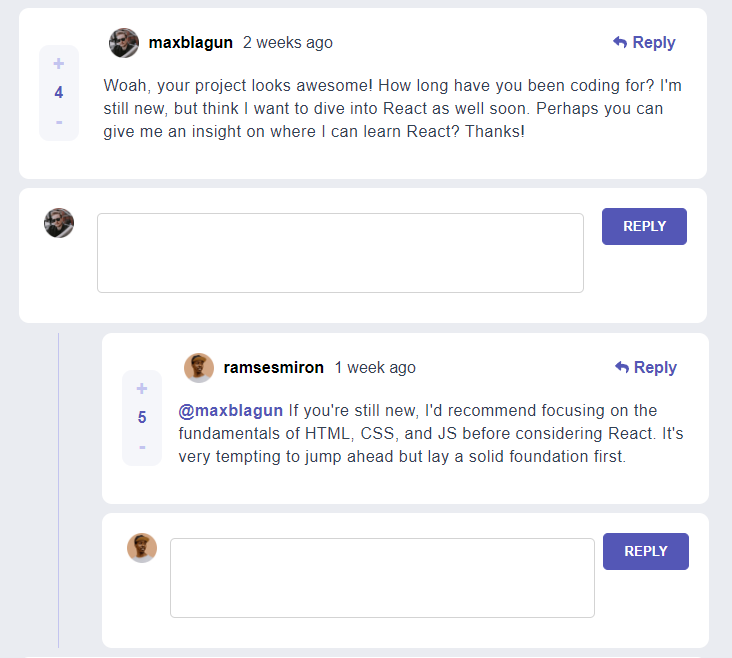 maxblagun 2 weeks ago Reply
+
4
-
Woah, your project looks awesome! How long have you been coding for? I'm
still new, but think I want to dive into React as well soon. Perhaps you can
give me an insight on where I can learn React? Thanks!
REPLY
ramsesmiron 1 week ago Reply
+
5
-
@maxblagun If you're still new, I'd recommend focusing on the
fundamentals of HTML, CSS, and JS before considering React. It's
very tempting to jump ahead but lay a solid foundation first.
REPLY